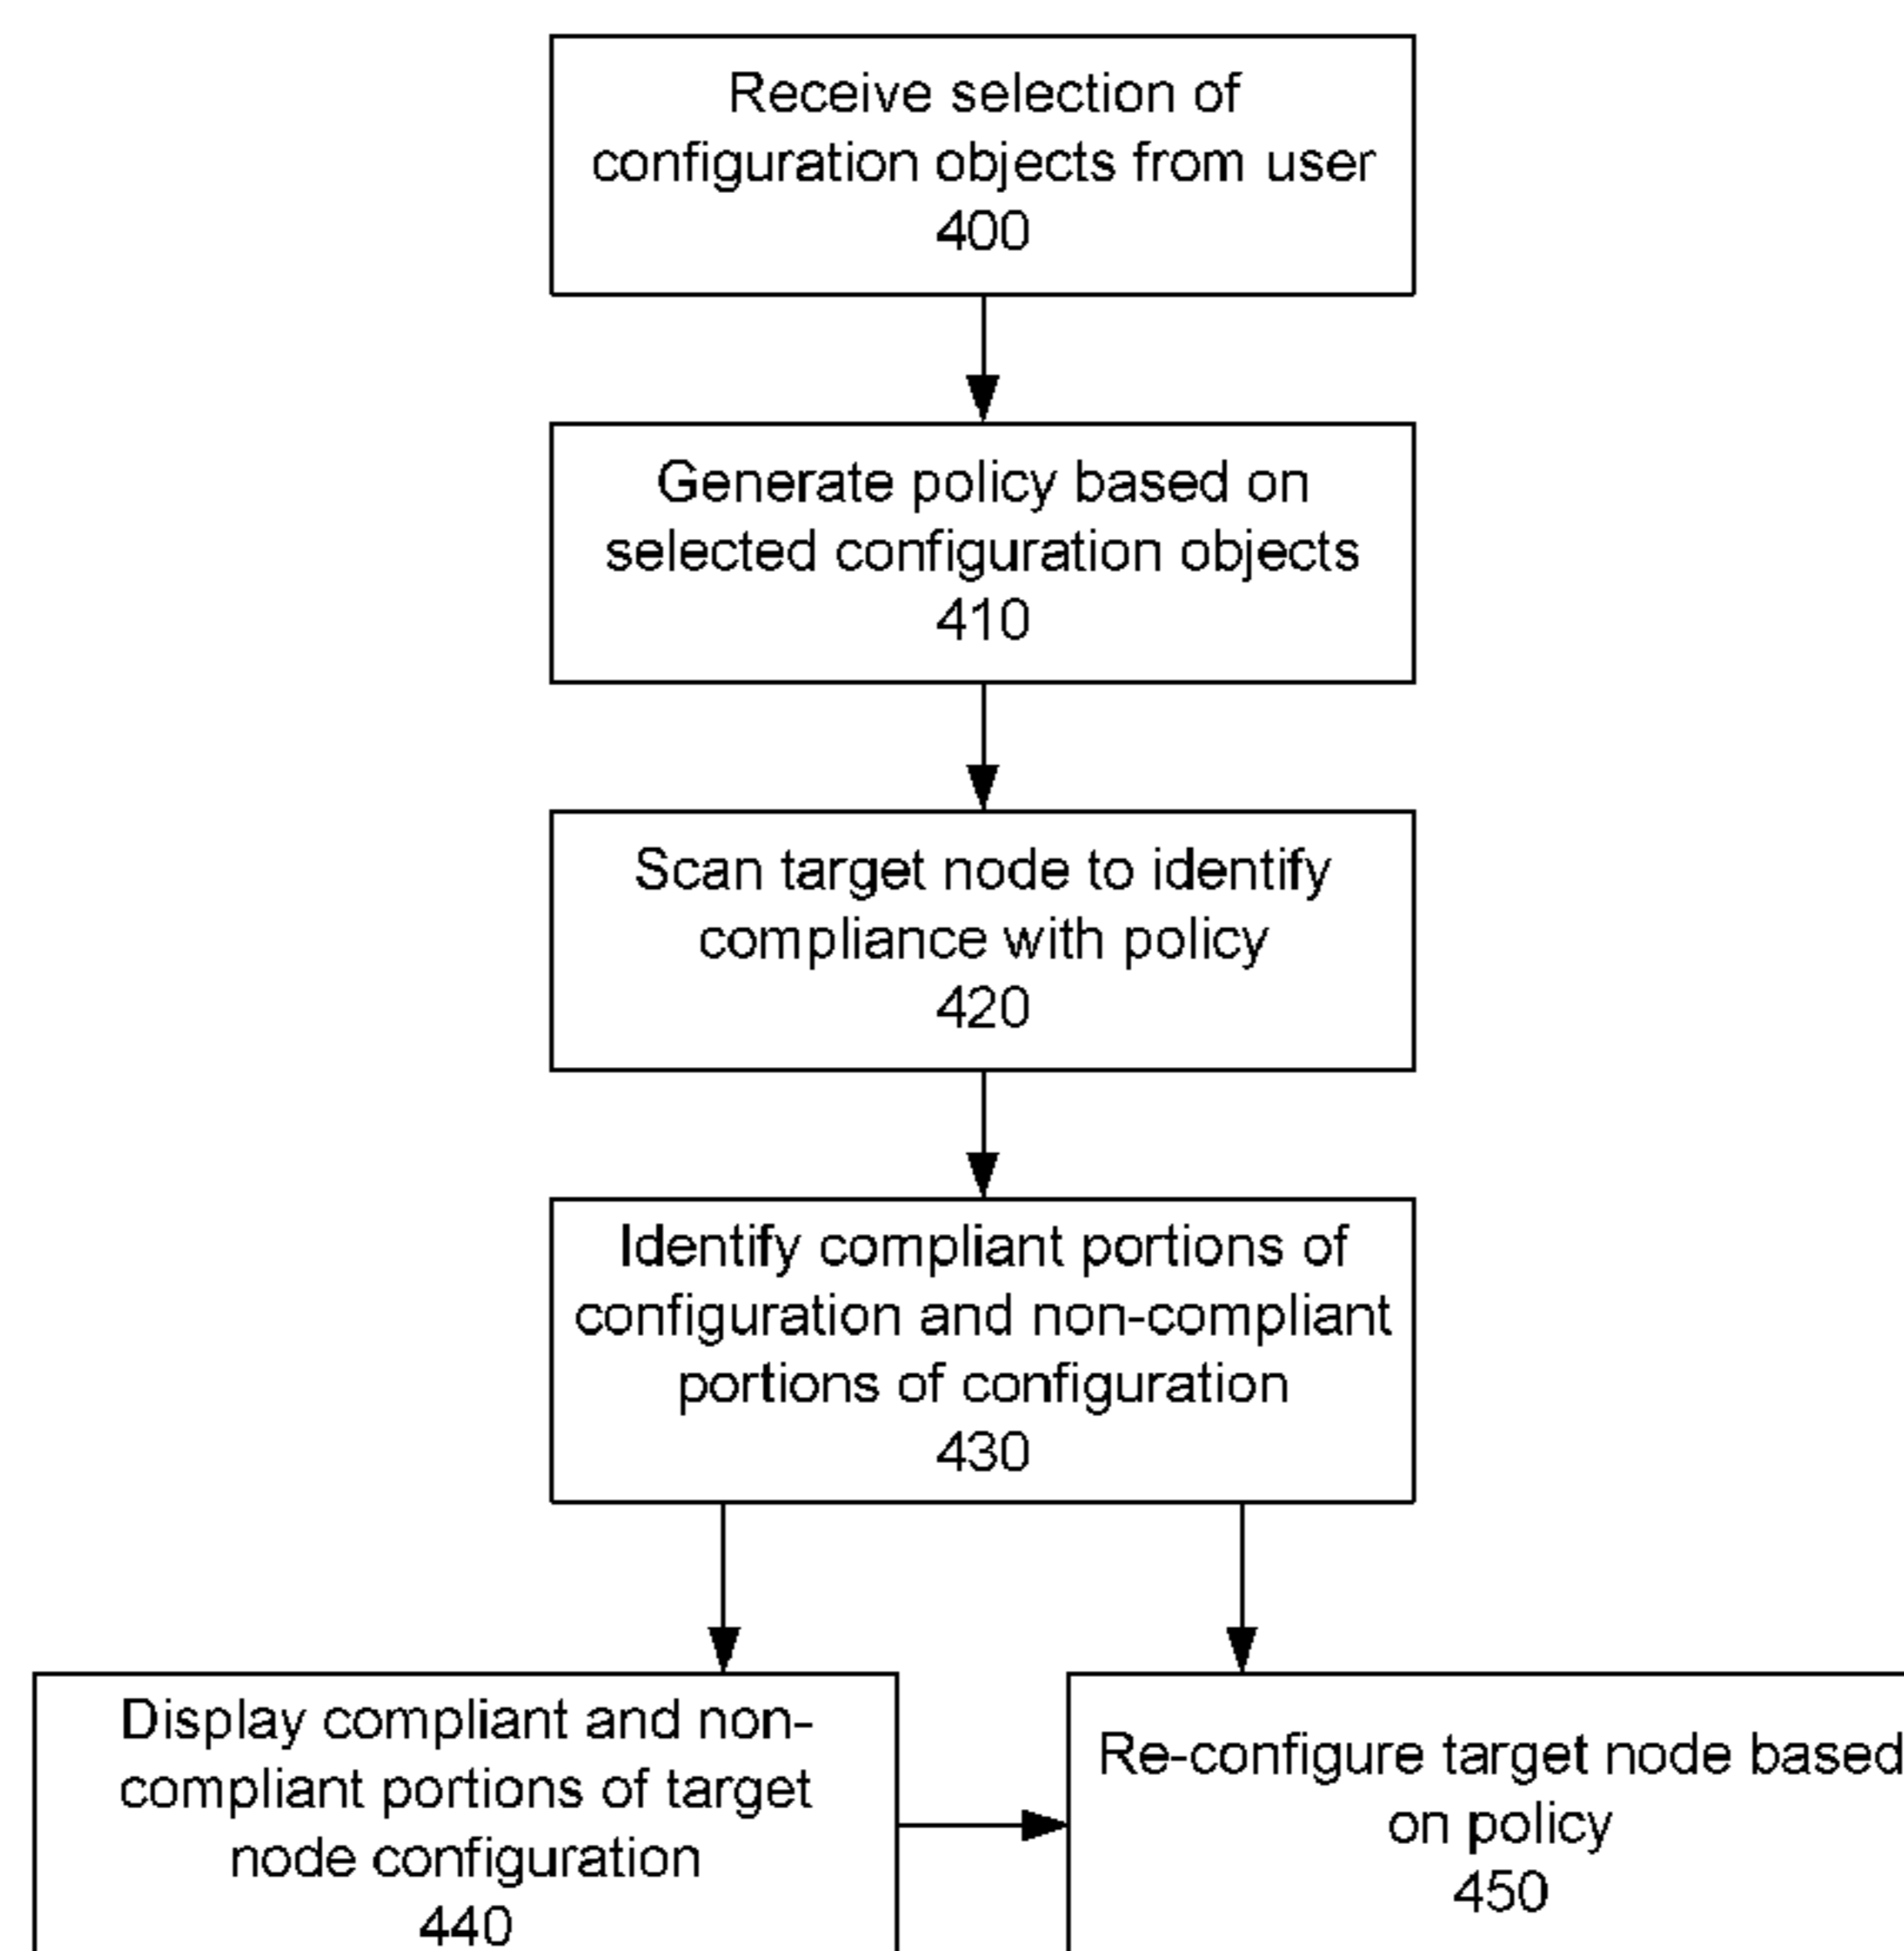 Receive selection of
configuration objects from user
400
Generate policy based on
selected configuration objects
410
Scan target node to identify
compliance with policy
420
Identify compliant portions of
configuration and non-compliant
portions of configuration
430
Display compliant and non-
compliant portions of target
node configuration
440
Re-configure target node based
on policy
450